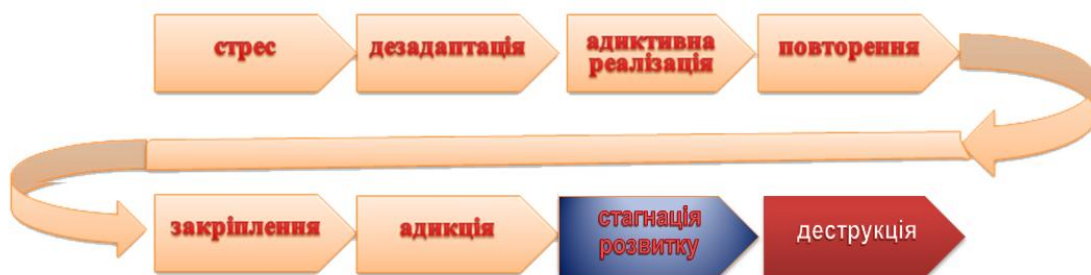 стрес
дезадаптація
адиктивна
реалізація
повторення
закріплення
адикція
стагнація
розвитку
деструкція